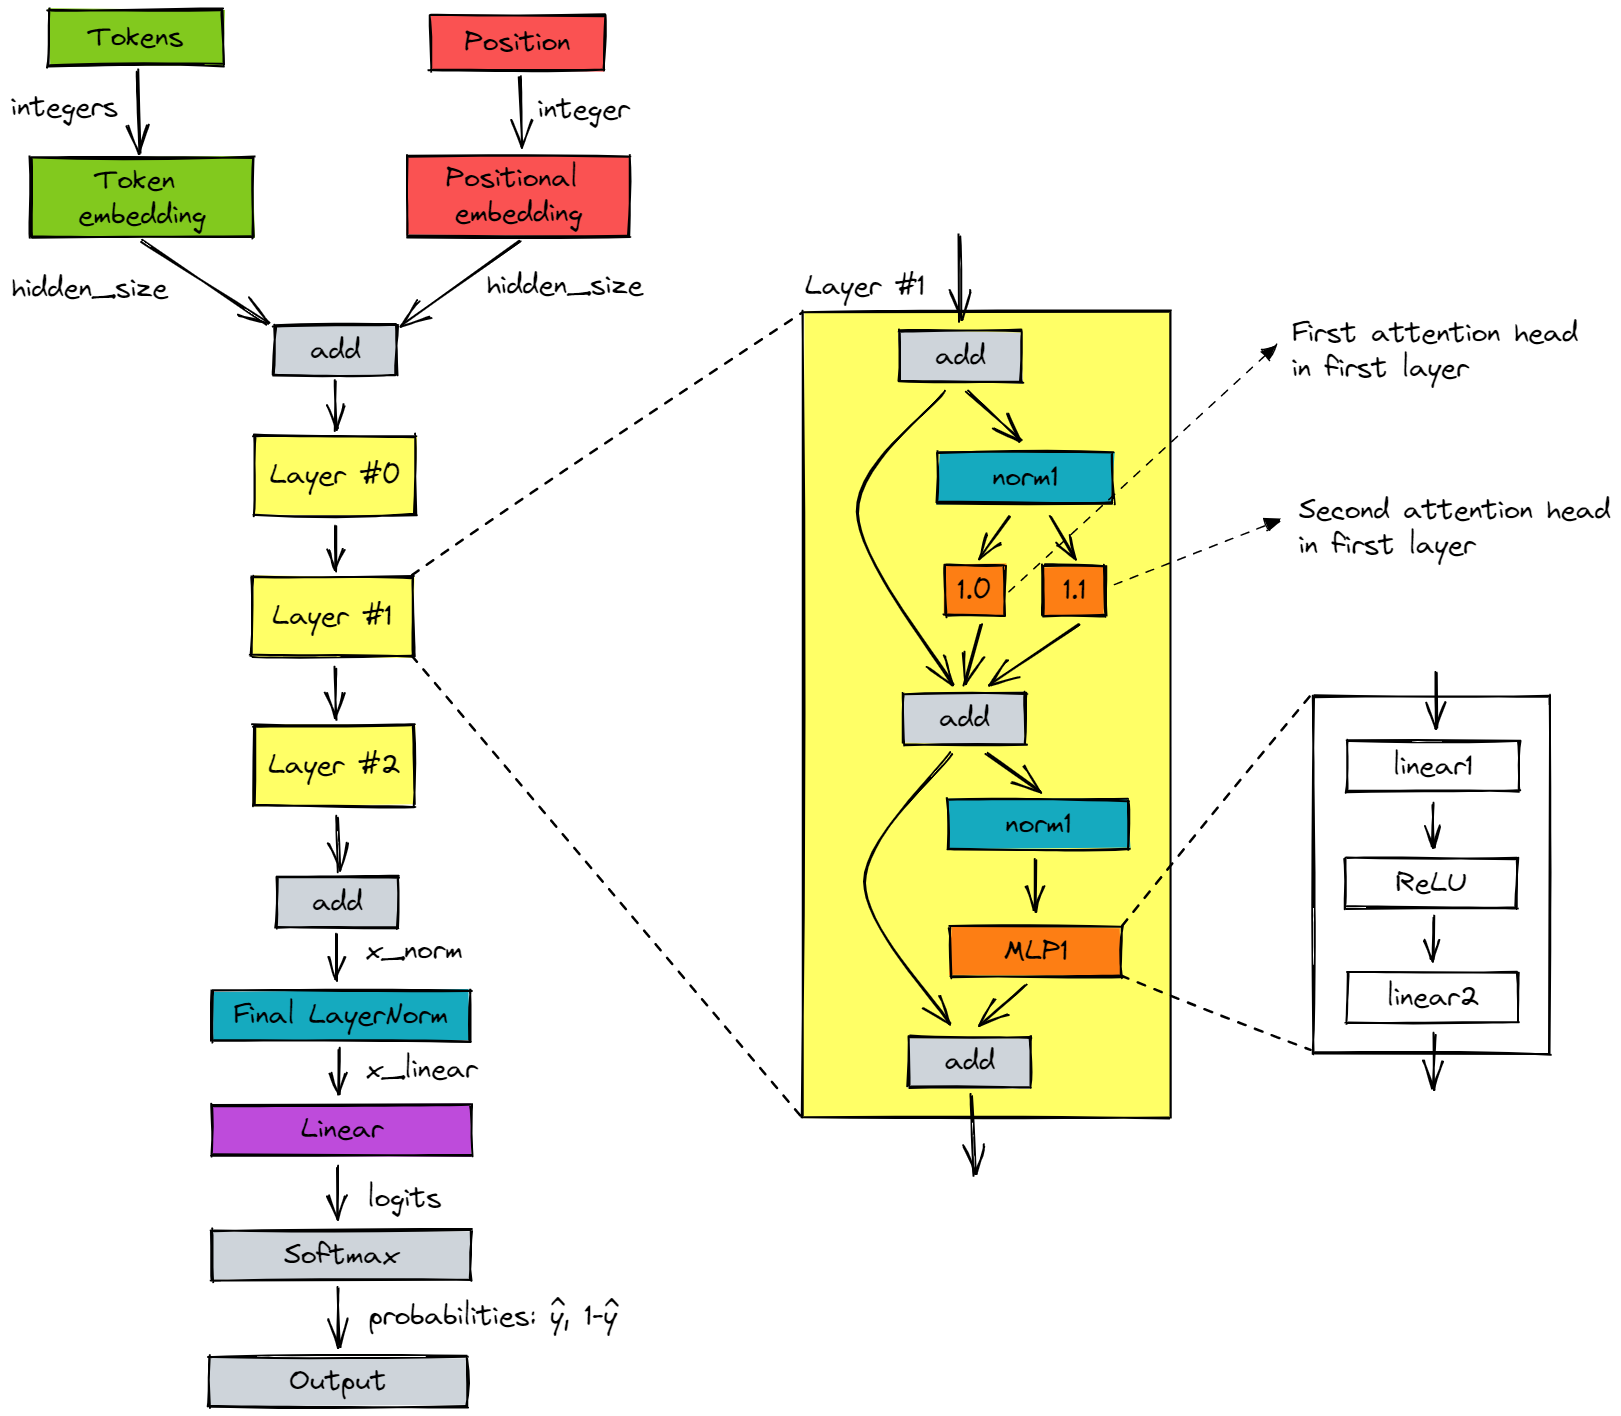 Tokens
Position
integers
integer
Token
embedding
Positional
embedding
hidden_size
hidden_size
add
Layer #0
Layer #1
Layer #2
add
x_norm
Final LayerNorm
x_linear
Linear
logits
Softmax
probabilities: ŷ, 1-ŷ
Output
Layer #1
add
norm1
1.0
1.1
add
norm1
MLP1
add
First attention head
in first layer
Second attention head
in first layer
linear1
ReLU
linear2